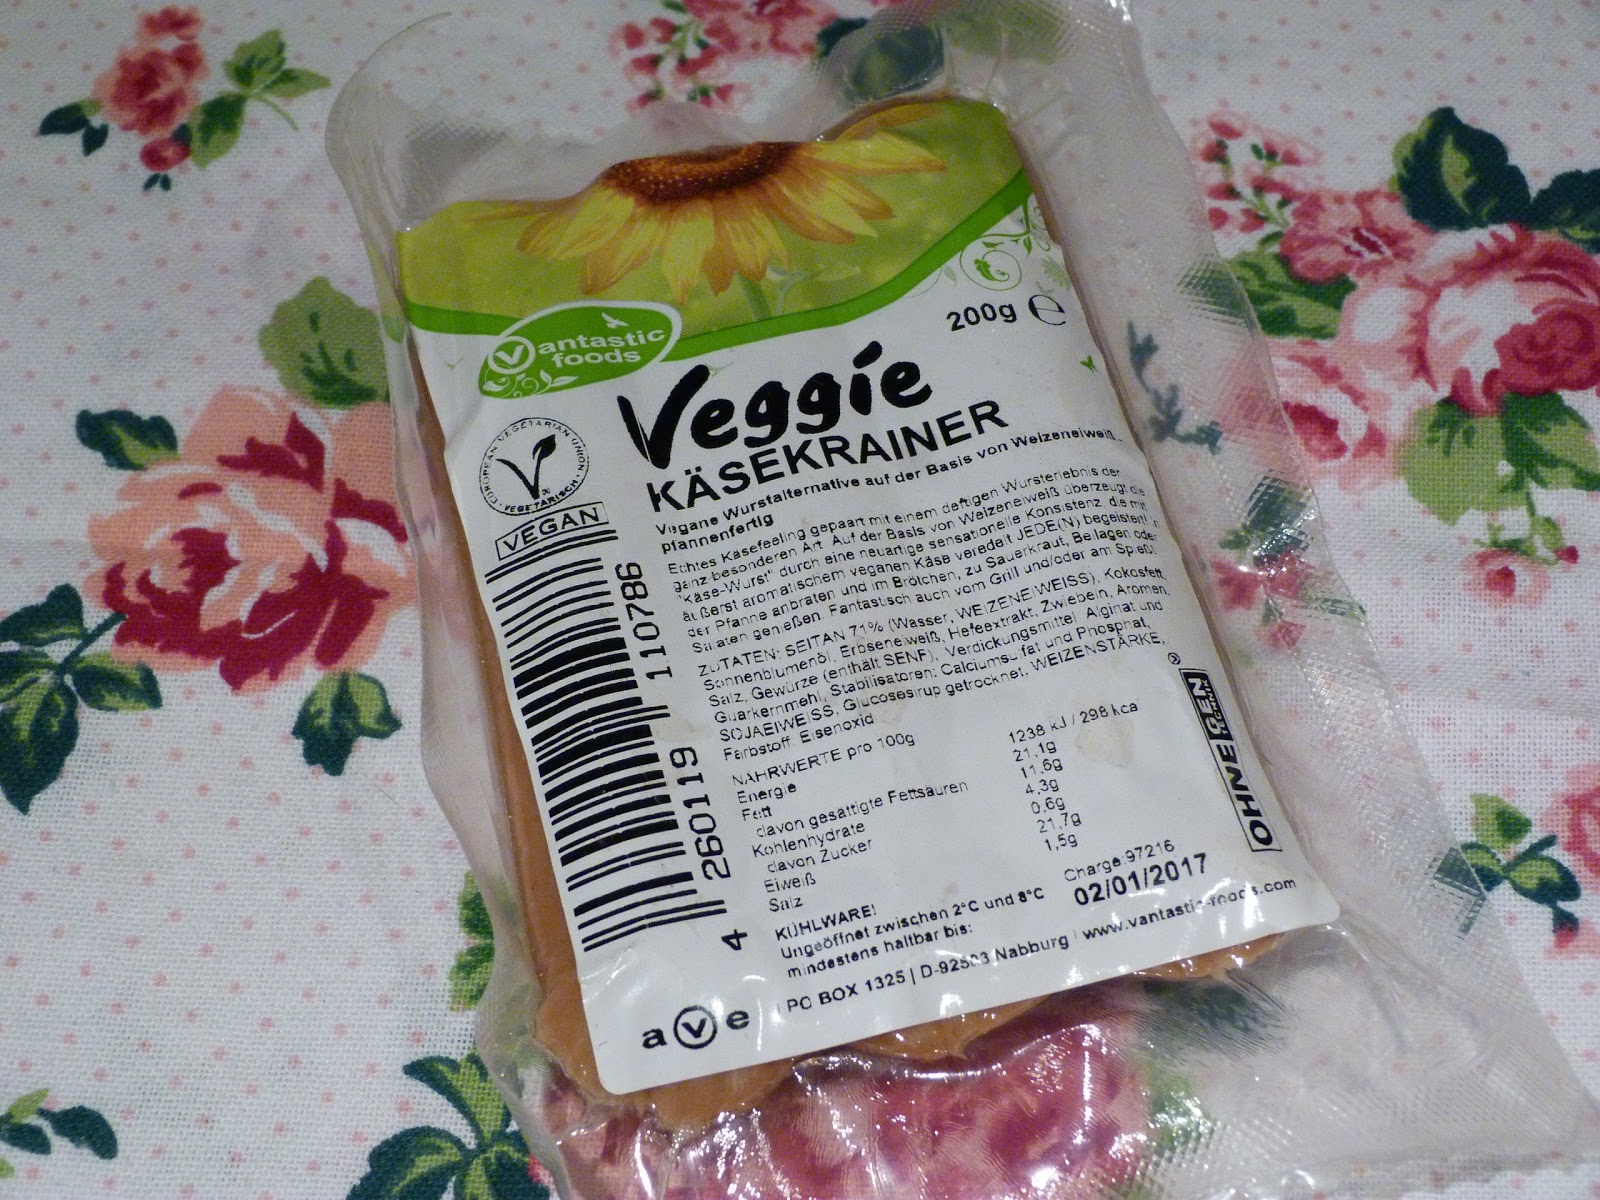 vantastic
foods
200g ℮
Veggie
KÄSEKRAINER
Vegane Wurstalternative auf der Basis von Weizeneiweiß -
pfannenfertig
EUROPEAN VEGETARIAN UNION
VEGETARISCH
VEGAN
Echtes Käsefeeling gepaart mit einem deftigen Wursterlebnis der
ganz besonderen Art. Auf der Basis von Weizeneiweiß überzeugt die
"Käse-Wurst" durch eine neuartige sensationelle Konsistenz, die mit
äußerst aromatischem veganen Käse veredelt JEDE(N) begeistert! In
der Pfanne anbraten und im Brötchen, zu Sauerkraut, Beilagen oder
Salaten genießen. Fantastisch auch vom Grill und/oder am Spieß!
ZUTATEN: SEITAN 71% (Wasser, WEIZENEIWEISS), Kokosfett,
Sonnenblumenöl, Erbseneiweiß, Hefeextrakt, Zwiebeln, Aromen,
Salz, Gewürze (enthält SENF), Verdickungsmittel: Alginat und
Guarkernmehl, Stabilisatoren: Calciumsulfat und Phosphat,
SOJAEIWEISS, Glucosesirup getrocknet, WEIZENSTÄRKE,
Farbstoff: Eisenoxid
NÄHRWERTE pro 100g
Energie 1238 kJ / 298 kcal
Fett 21,1g
davon gesättigte Fettsäuren 11,6g
Kohlenhydrate 4,3g
davon Zucker 0,6g
Eiweiß 21,7g
Salz 1,5g
4 260119 110786
OHNE GEN TECHNIK ®
KÜHLWARE!
Ungeöffnet zwischen 2°C und 8°C
mindestens haltbar bis:
Charge:97216
02/01/2017
ave | PO BOX 1325 | D-92503 Nabburg | www.vantastic-foods.com